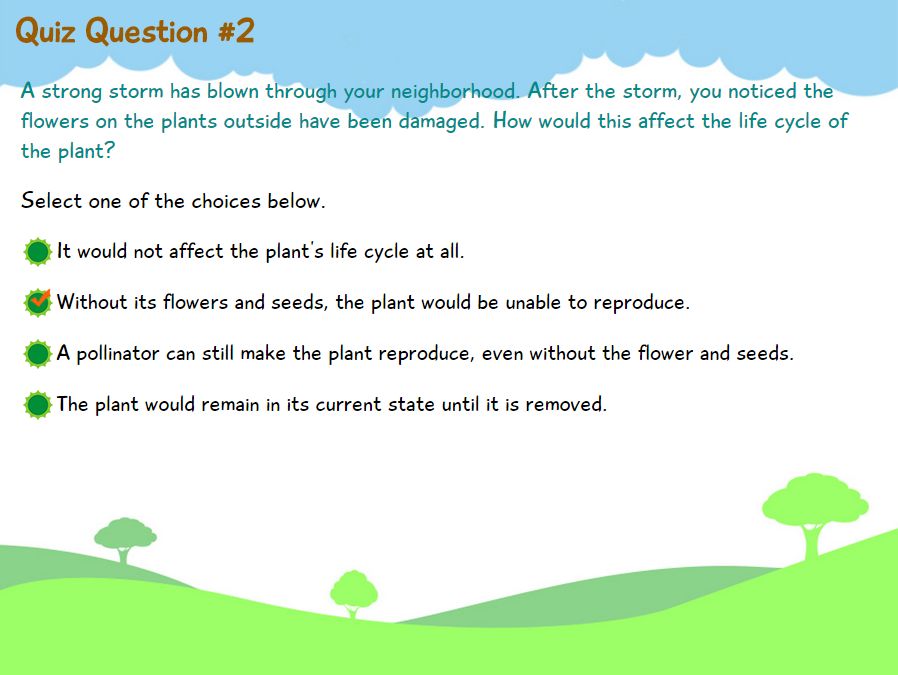 Quiz Question #2
A strong storm has blown through your neighborhood. After the storm, you noticed the
flowers on the plants outside have been damaged. How would this affect the life cycle of
the plant?
Select one of the choices below.
It would not affect the plant's life cycle at all.
Without its flowers and seeds, the plant would be unable to reproduce.
A pollinator can still make the plant reproduce, even without the flower and seeds.
The plant would remain in its current state until it is removed.